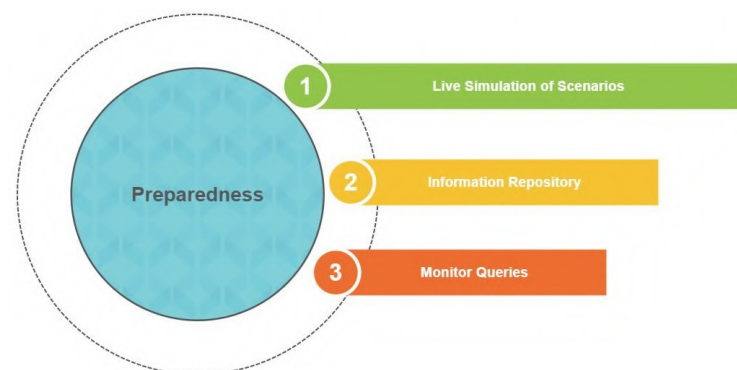 Preparedness
1
Live Simulation of Scenarios
2
Information Repository
3
Monitor Queries